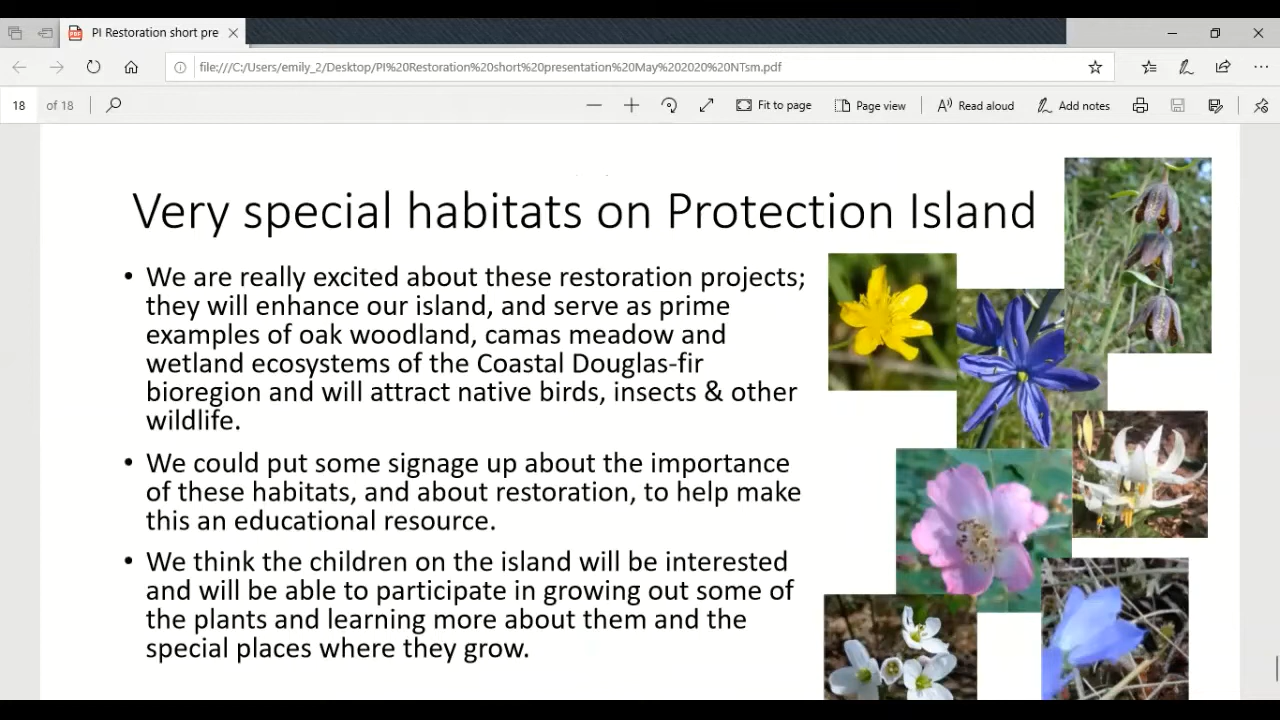 PI Restoration short pre
file:///C:/Users/emily_2/Desktop/PI%20Restoration%20short%20presentation%20May%202020%20NTsm.pdf
18 of 18
Fit to page
Page view
Read aloud
Add notes
Very special habitats on Protection Island
• We are really excited about these restoration projects;
they will enhance our island, and serve as prime
examples of oak woodland, camas meadow and
wetland ecosystems of the Coastal Douglas-fir
bioregion and will attract native birds, insects & other
wildlife.
• We could put some signage up about the importance
of these habitats, and about restoration, to help make
this an educational resource.
• We think the children on the island will be interested
and will be able to participate in growing out some of
the plants and learning more about them and the
special places where they grow.